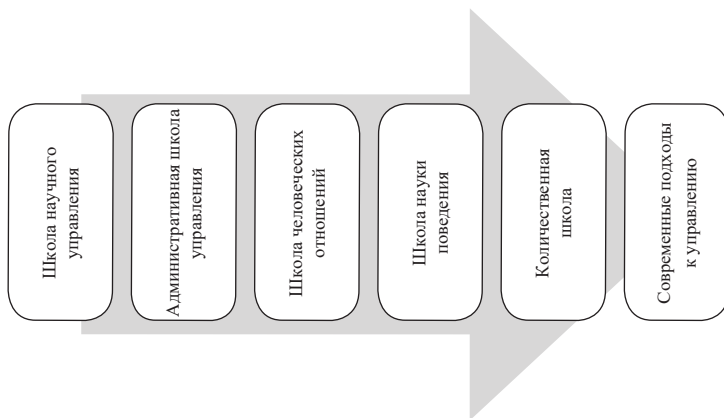 Школа научного
управления
Административная школа
управления
Школа человеческих
отношений
Школа науки
поведения
Количественная
школа
Современные подходы
к управлению